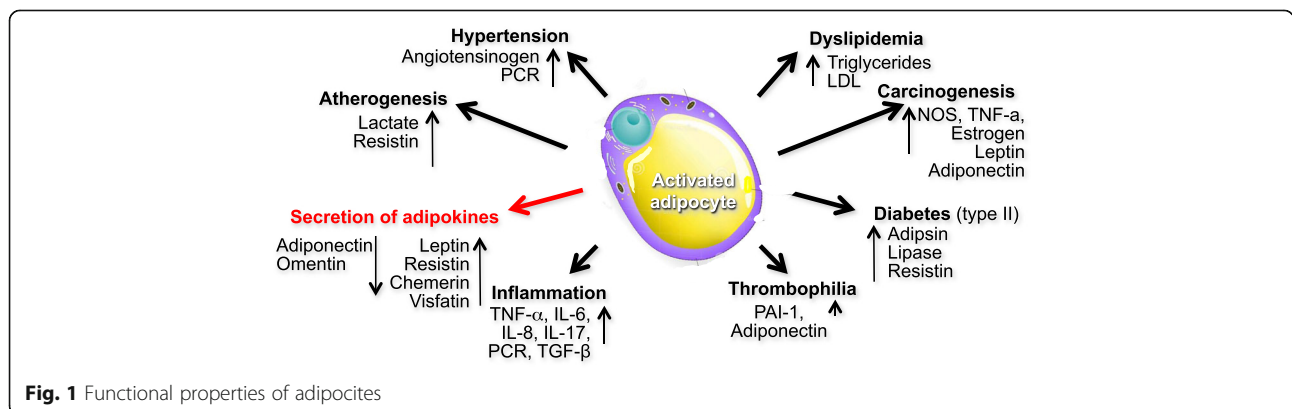 Hypertension
Angiotensinogen
PCR
Atherogenesis
Lactate
Resistin
Secretion of adipokines
Adiponectin
Omentin
Leptin
Resistin
Chemerin
Visfatin
Inflammation
TNF-α, IL-6,
IL-8, IL-17,
PCR, TGF-β
Activated
adipocyte
Dyslipidemia
Triglycerides
LDL
Carcinogenesis
NOS, TNF-a,
Estrogen
Leptin
Adiponectin
Diabetes (type II)
Adipsin
Lipase
Resistin
Thrombophilia
PAI-1,
Adiponectin
Fig. 1 Functional properties of adipocites